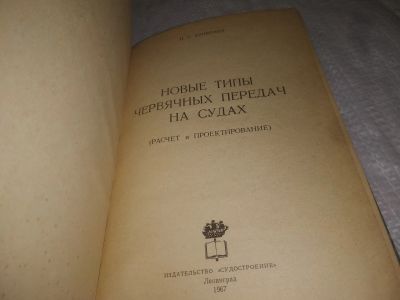 НОВЫЕ ТИПЫ
ЧЕРВЯЧНЫХ ПЕРЕДАЧ
НА СУДАХ
(РАСЧЕТ и ПРОЕКТИРОВАНИЕ)
ИЗДАТЕЛЬСТВО «СУДОСТРОЕНИЕ»
Ленинград
1967